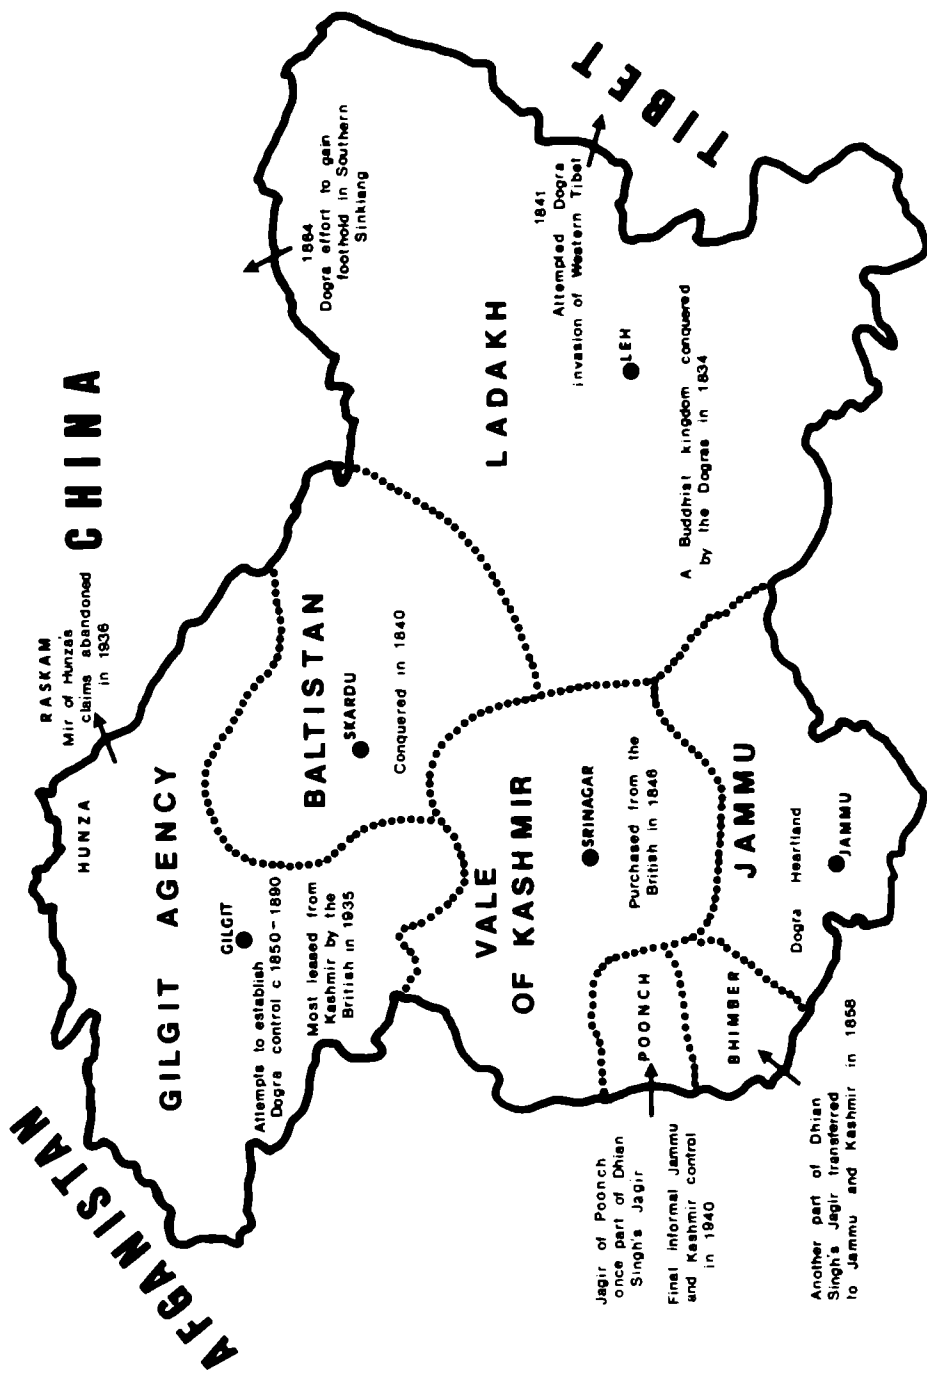 AFGANISTAN
CHINA
TIBET
RASKAM
Mir of Hunza's
claims abandoned
in 1936
HUNZA
GILGIT AGENCY
GILGIT
Attempts to establish
Dogra control c 1850-1890
Most leased from
Kashmir by the
British in 1935
BALTISTAN
SKARDU
Conquered in 1840
1864
Dogra effort to gain
foothold in Southern
Sinkiang
LADAKH
1841
Attempted Dogra
invasion of Western Tibet
LEH
A Buddhist kingdom conquered
by the Dogras in 1834
VALE
OF KASHMIR
SRINAGAR
Purchased from the
British in 1846
POONCH
BHIMBER
JAMMU
Dogra Heartland
JAMMU
Jagir of Poonch
once part of Dhian
Singh's Jagir
Final informal Jammu
and Kashmir control
in 1940
Another part of Dhian
Singh's Jagir transferred
to Jammu and Kashmir in 1858